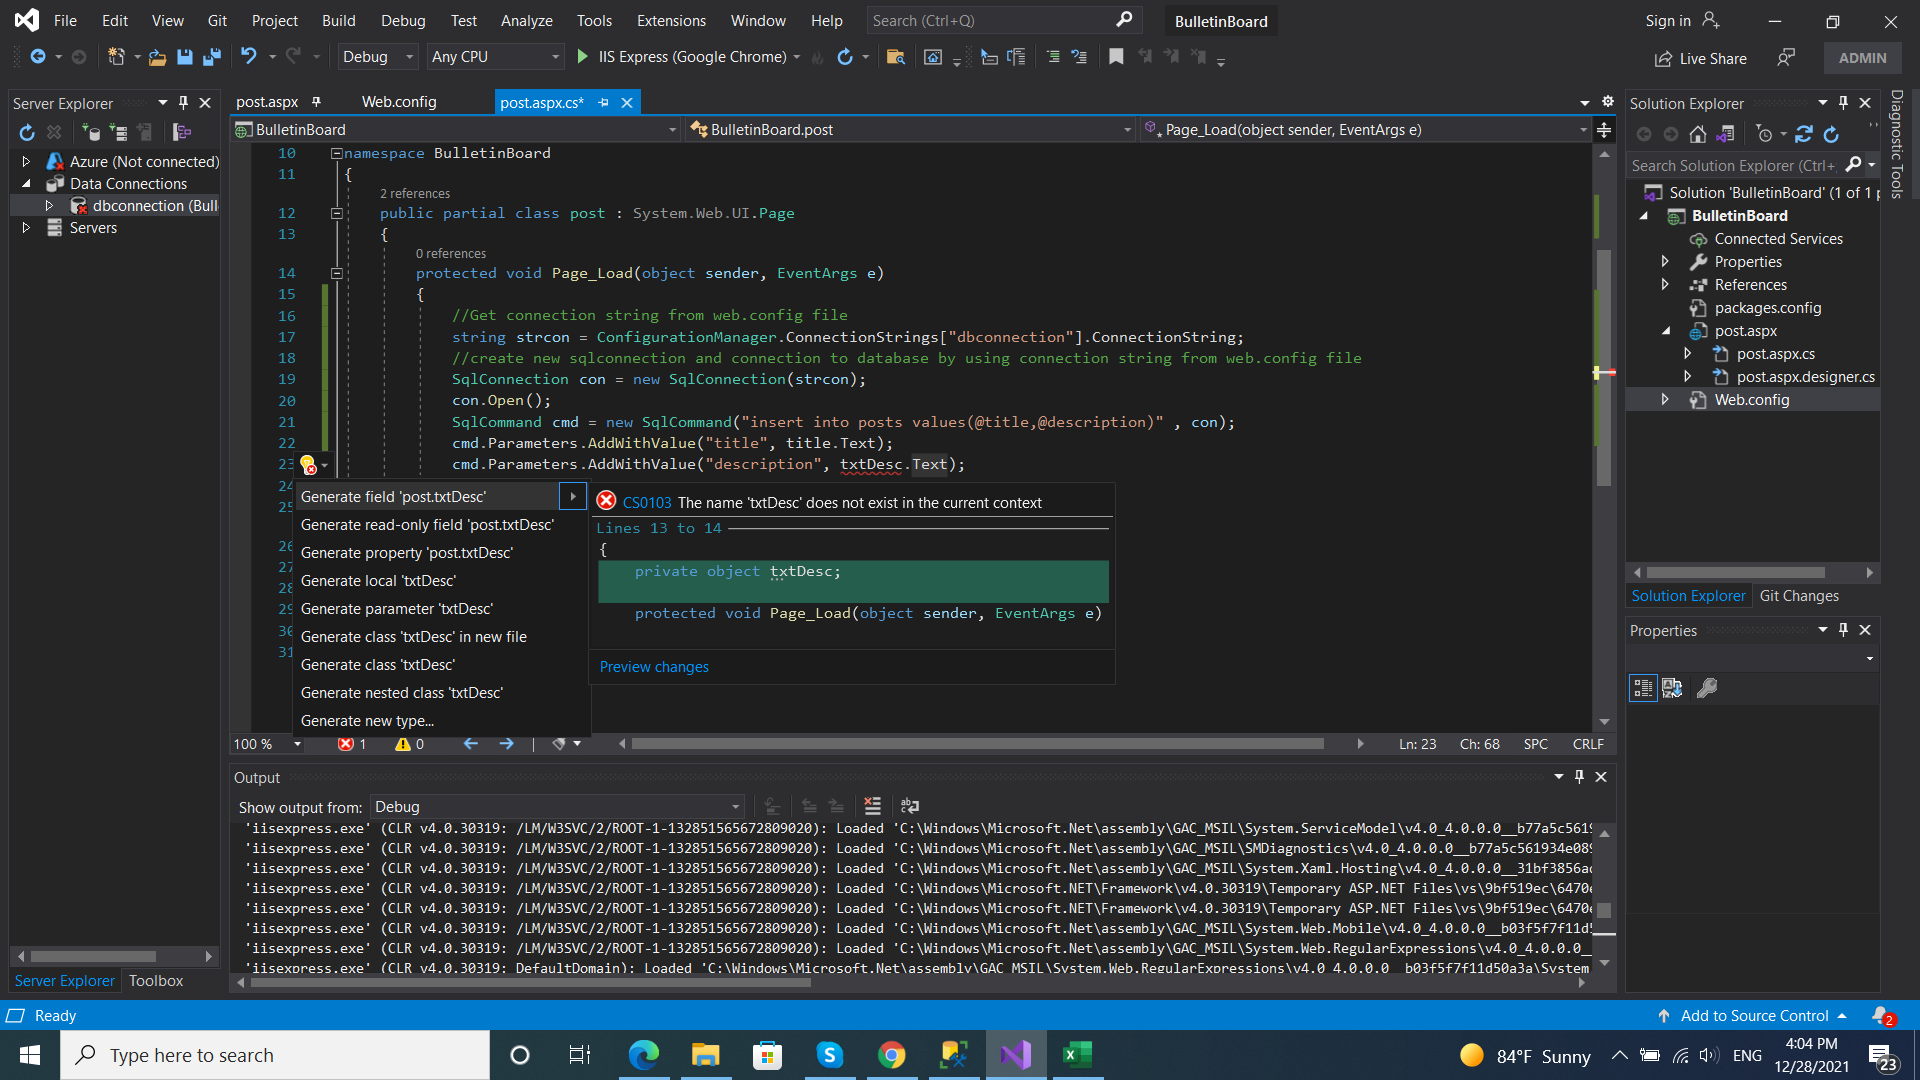 File Edit View Git Project Build Debug Test Analyze Tools Extensions Window Help Search (Ctrl+Q) BulletinBoard Sign in
Debug Any CPU IIS Express (Google Chrome) Live Share ADMIN
Server Explorer
Azure (Not connected)
Data Connections
dbconnection (Bull
Servers
Server Explorer Toolbox
post.aspx Web.config post.aspx.cs*
BulletinBoard BulletinBoard.post Page_Load(object sender, EventArgs e)
10 namespace BulletinBoard
11 {
2 references
12 public partial class post : System.Web.UI.Page
13 {
0 references
14 protected void Page_Load(object sender, EventArgs e)
15 {
16 //Get connection string from web.config file
17 string strcon = ConfigurationManager.ConnectionStrings["dbconnection"].ConnectionString;
18 //create new sqlconnection and connection to database by using connection string from web.config file
19 SqlConnection con = new SqlConnection(strcon);
20 con.Open();
21 SqlCommand cmd = new SqlCommand("insert into posts values(@title,@description)" , con);
22 cmd.Parameters.AddWithValue("title", title.Text);
23 cmd.Parameters.AddWithValue("description", txtDesc.Text);
24
25
26
27
28
29
30
31
Generate field 'post.txtDesc'
Generate read-only field 'post.txtDesc'
Generate property 'post.txtDesc'
Generate local 'txtDesc'
Generate parameter 'txtDesc'
Generate class 'txtDesc' in new file
Generate class 'txtDesc'
Generate nested class 'txtDesc'
Generate new type...
CS0103 The name 'txtDesc' does not exist in the current context
Lines 13 to 14
{
private object txtDesc;
protected void Page_Load(object sender, EventArgs e)
Preview changes
100 % 1 0 Ln: 23 Ch: 68 SPC CRLF
Output
Show output from: Debug
'iisexpress.exe' (CLR v4.0.30319: /LM/W3SVC/2/ROOT-1-132851565672809020): Loaded 'C:\Windows\Microsoft.Net\assembly\GAC_MSIL\System.ServiceModel\v4.0_4.0.0.0__b77a5c5619
'iisexpress.exe' (CLR v4.0.30319: /LM/W3SVC/2/ROOT-1-132851565672809020): Loaded 'C:\Windows\Microsoft.Net\assembly\GAC_MSIL\SMDiagnostics\v4.0_4.0.0.0__b77a5c561934e089
'iisexpress.exe' (CLR v4.0.30319: /LM/W3SVC/2/ROOT-1-132851565672809020): Loaded 'C:\Windows\Microsoft.Net\assembly\GAC_MSIL\System.Xaml.Hosting\v4.0_4.0.0.0__31bf3856ad
'iisexpress.exe' (CLR v4.0.30319: /LM/W3SVC/2/ROOT-1-132851565672809020): Loaded 'C:\Windows\Microsoft.NET\Framework\v4.0.30319\Temporary ASP.NET Files\vs\9bf519ec\6470e
'iisexpress.exe' (CLR v4.0.30319: /LM/W3SVC/2/ROOT-1-132851565672809020): Loaded 'C:\Windows\Microsoft.NET\Framework\v4.0.30319\Temporary ASP.NET Files\vs\9bf519ec\6470e
'iisexpress.exe' (CLR v4.0.30319: /LM/W3SVC/2/ROOT-1-132851565672809020): Loaded 'C:\Windows\Microsoft.Net\assembly\GAC_MSIL\System.Web.Mobile\v4.0_4.0.0.0__b03f5f7f11d5
'iisexpress.exe' (CLR v4.0.30319: /LM/W3SVC/2/ROOT-1-132851565672809020): Loaded 'C:\Windows\Microsoft.Net\assembly\GAC_MSIL\System.Web.RegularExpressions\v4.0_4.0.0.0__
'iisexpress.exe' (CLR v4.0.30319: DefaultDomain): Loaded 'C:\Windows\Microsoft.Net\assembly\GAC_MSIL\System.Web.RegularExpressions\v4.0_4.0.0.0__b03f5f7f11d50a3a\System.
Solution Explorer
Search Solution Explorer (Ctrl+;
Solution 'BulletinBoard' (1 of 1 p
BulletinBoard
Connected Services
Properties
References
packages.config
post.aspx
post.aspx.cs
post.aspx.designer.cs
Web.config
Solution Explorer Git Changes
Properties
Diagnostic Tools
Ready Add to Source Control 2
Type here to search 84°F Sunny ENG 4:04 PM
12/28/2021 23